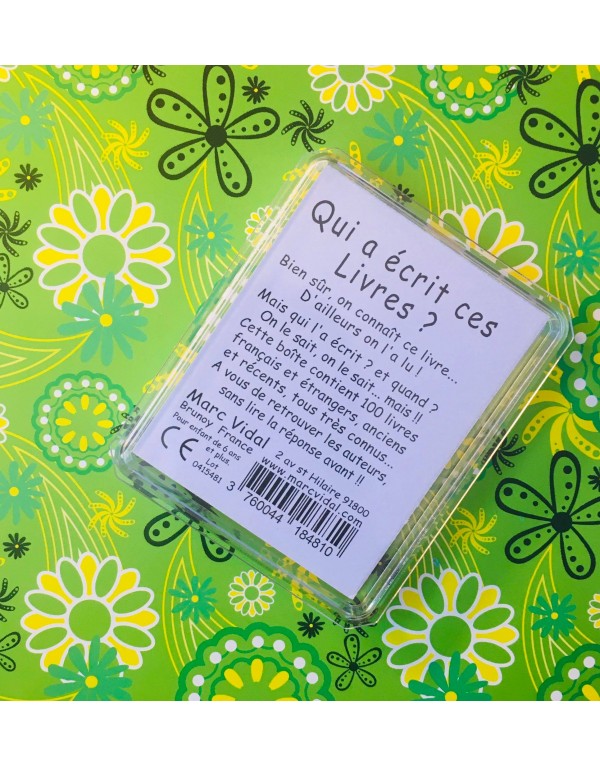 Qui a écrit ces
Livres ?
Bien sûr, on connaît ce livre...
D'ailleurs on l'a lu !
Mais qui l'a écrit ? et quand ?
On le sait, on le sait... mais !!
Cette boîte contient 100 livres
français et étrangers, anciens
et récents, tous très connus...
A vous de retrouver les auteurs,
sans lire la réponse avant !!
Marc Vidal
2 av st Hilaire 91800
Brunoy France
www.marcvidal.com
Pour enfant de 6 ans
et plus.
CE
Lot
0415481
3 760044 184810